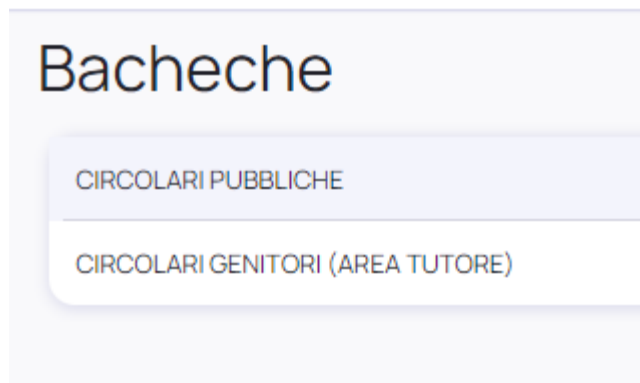 Bacheche
CIRCOLARI PUBBLICHE
CIRCOLARI GENITORI (AREA TUTORE)